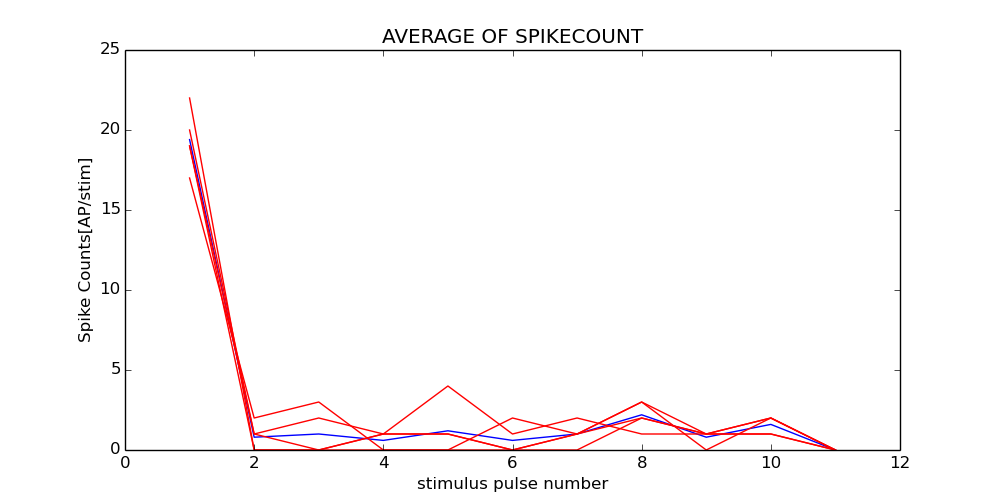 AVERAGE OF SPIKECOUNT
25
20
15
10
5
0
Spike Counts[AP/stim]
0 2 4 6 8 10 12
stimulus pulse number